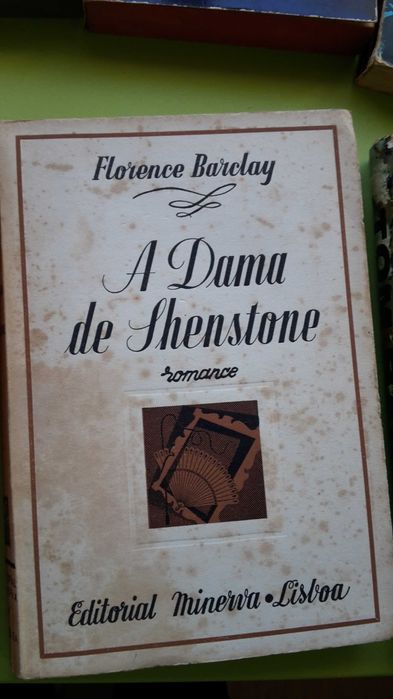 Florence Barclay
A Dama
de Shenstone
romance
Editorial Minerva • Lisboa